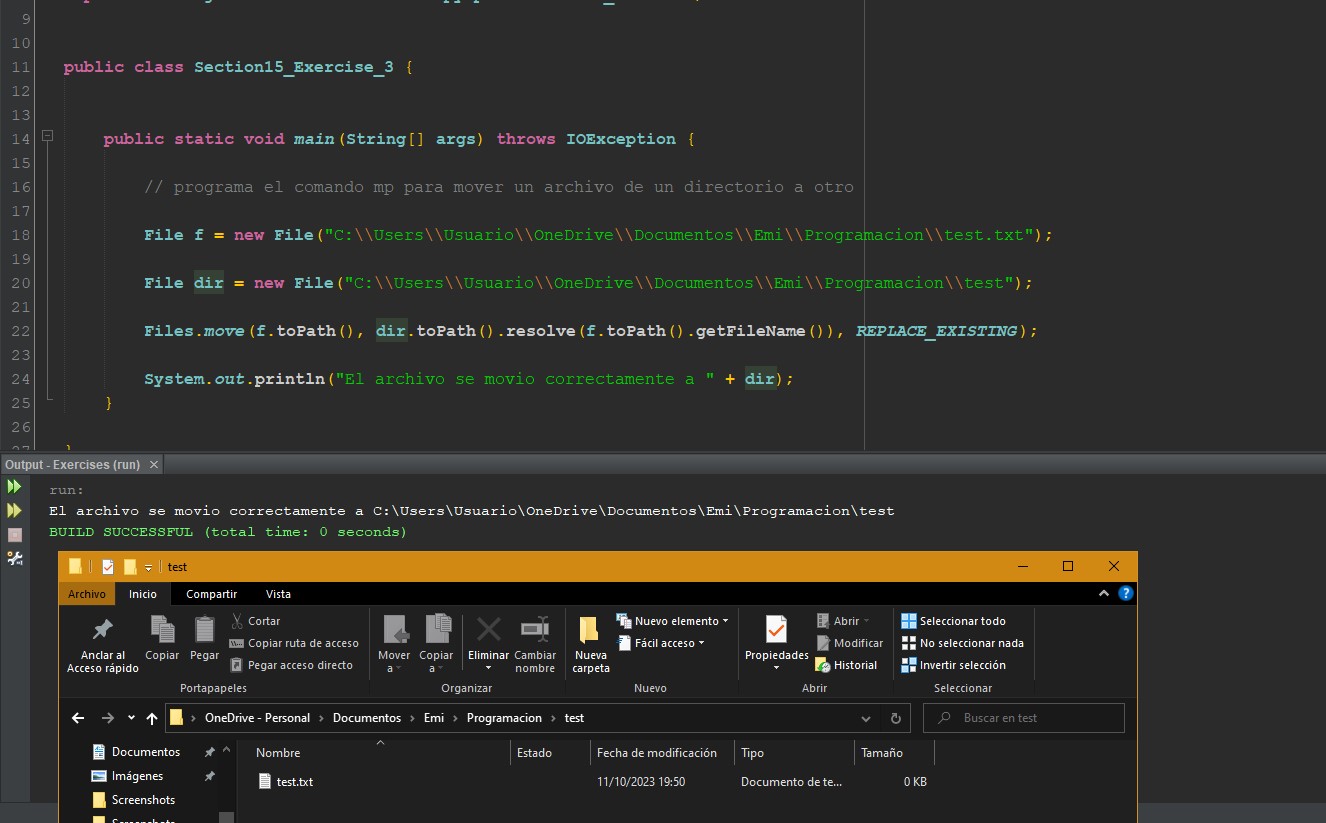 9
10
11 public class Section15_Exercise_3 {
12
13
14 public static void main(String[] args) throws IOException {
15
16 // programa el comando mp para mover un archivo de un directorio a otro
17
18 File f = new File("C:\\Users\\Usuario\\OneDrive\\Documentos\\Emi\\Programacion\\test.txt");
19
20 File dir = new File("C:\\Users\\Usuario\\OneDrive\\Documentos\\Emi\\Programacion\\test");
21
22 Files.move(f.toPath(), dir.toPath().resolve(f.toPath().getFileName()), REPLACE_EXISTING);
23
24 System.out.println("El archivo se movio correctamente a " + dir);
25 }
26
Output - Exercises (run) ×
run:
El archivo se movio correctamente a C:\Users\Usuario\OneDrive\Documentos\Emi\Programacion\test
BUILD SUCCESSFUL (total time: 0 seconds)
test
Archivo Inicio Compartir Vista
Anclar al
Acceso rápido
Copiar
Pegar
Cortar
Copiar ruta de acceso
Pegar acceso directo
Portapapeles
Mover
a
Copiar
a
Eliminar
Cambiar
nombre
Organizar
Nueva
carpeta
Nuevo elemento
Fácil acceso
Nuevo
Propiedades
Abrir
Modificar
Historial
Abrir
Seleccionar todo
No seleccionar nada
Invertir selección
Seleccionar
OneDrive - Personal > Documentos > Emi > Programacion > test
Buscar en test
Documentos
Imágenes
Screenshots
Nombre Estado Fecha de modificación Tipo Tamaño
test.txt 11/10/2023 19:50 Documento de te... 0 KB